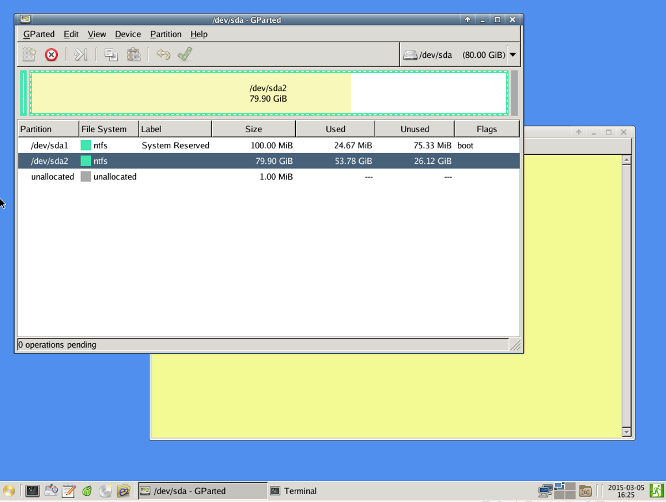 /dev/sda - GParted
GParted Edit View Device Partition Help
/dev/sda (80.00 GiB)
/dev/sda2
79.90 GiB
Partition File System Label Size Used Unused Flags
/dev/sda1 ntfs System Reserved 100.00 MiB 24.67 MiB 75.33 MiB boot
/dev/sda2 ntfs 79.90 GiB 53.78 GiB 26.12 GiB
unallocated unallocated 1.00 MiB --- ---
0 operations pending
/dev/sda - GParted Terminal 2015-03-05
16:25